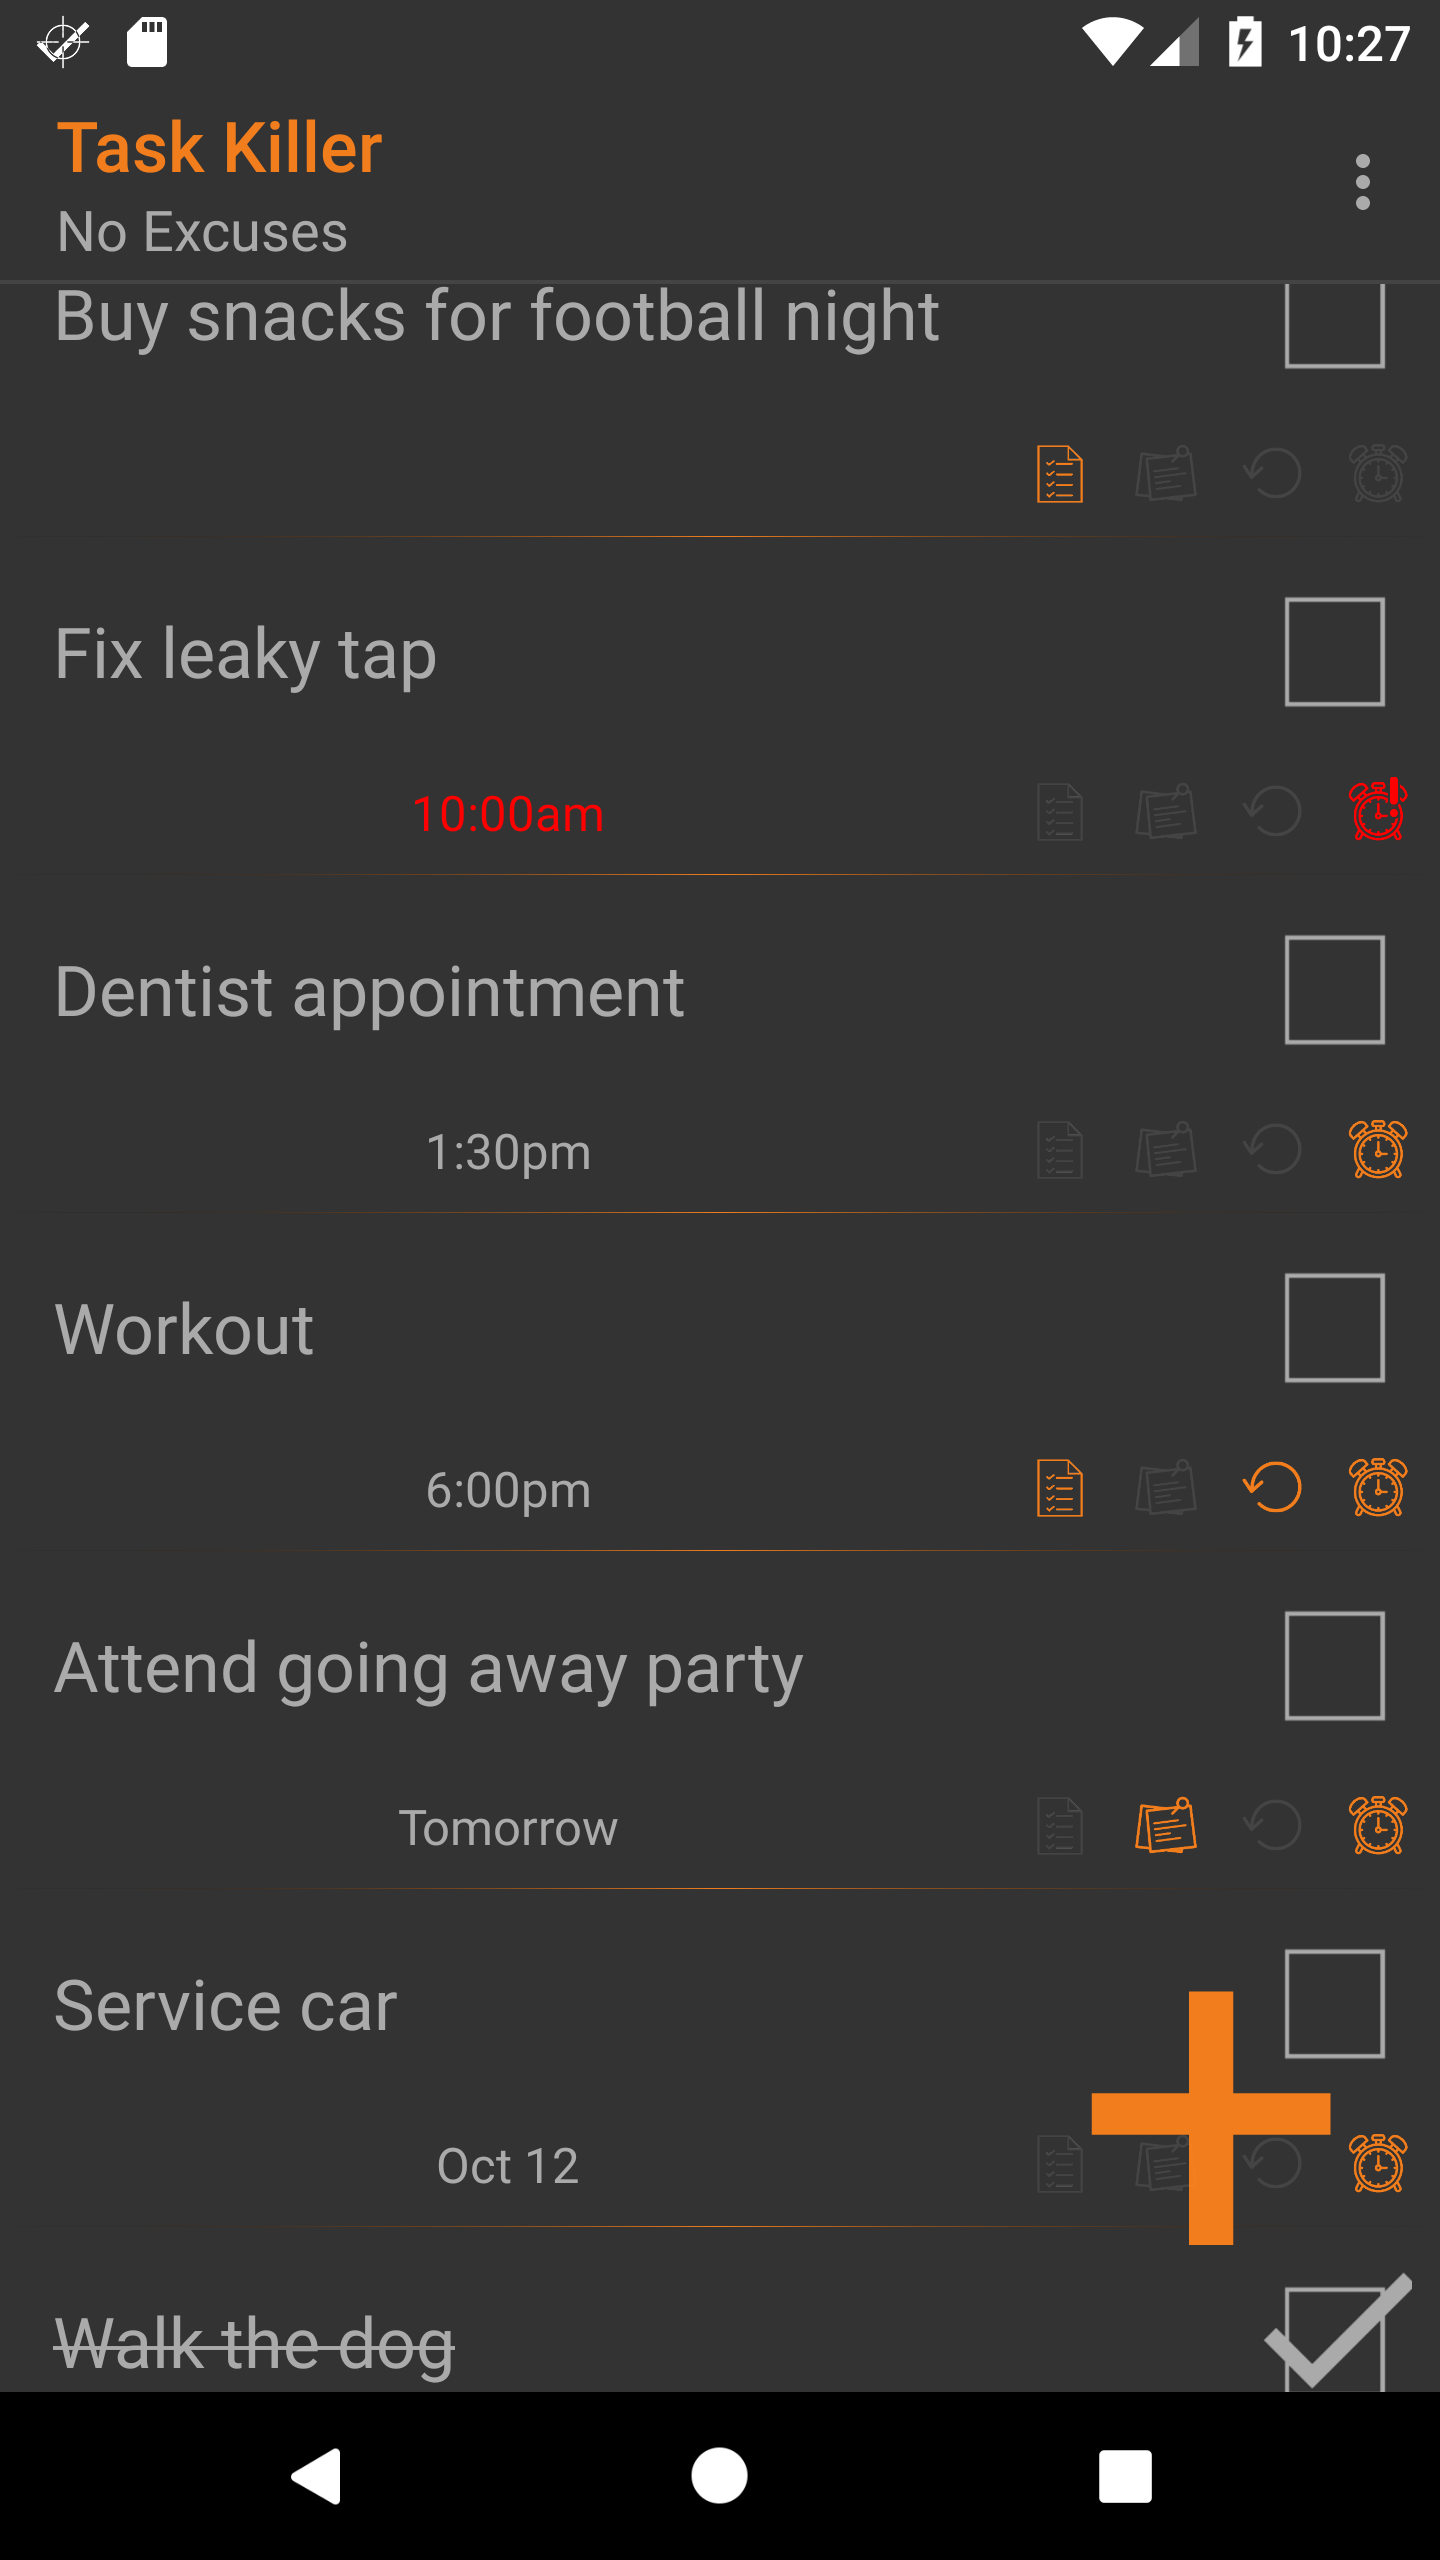 10:27
Task Killer
No Excuses
Buy snacks for football night
Fix leaky tap
10:00am
Dentist appointment
1:30pm
Workout
6:00pm
Attend going away party
Tomorrow
Service car
Oct 12
Walk the dog